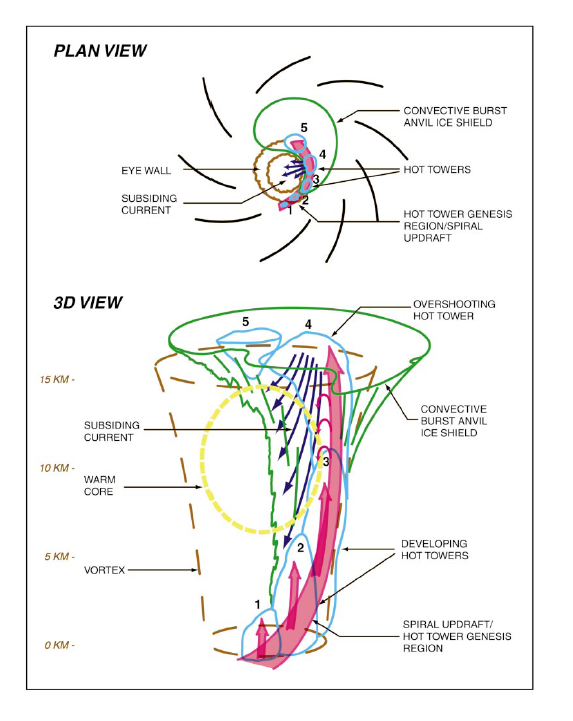 PLAN VIEW
5
CONVECTIVE BURST
ANVIL ICE SHIELD
4
EYE WALL
HOT TOWERS
3
SUBSIDING
CURRENT
2
1
HOT TOWER GENESIS
REGION/SPIRAL
UPDRAFT
3D VIEW
OVERSHOOTING
HOT TOWER
5
4
15 KM -
CONVECTIVE
BURST ANVIL
ICE SHIELD
SUBSIDING
CURRENT
10 KM -
3
WARM
CORE
2
DEVELOPING
HOT TOWERS
5 KM -
VORTEX
1
SPIRAL UPDRAFT/
HOT TOWER GENESIS
REGION
0 KM -